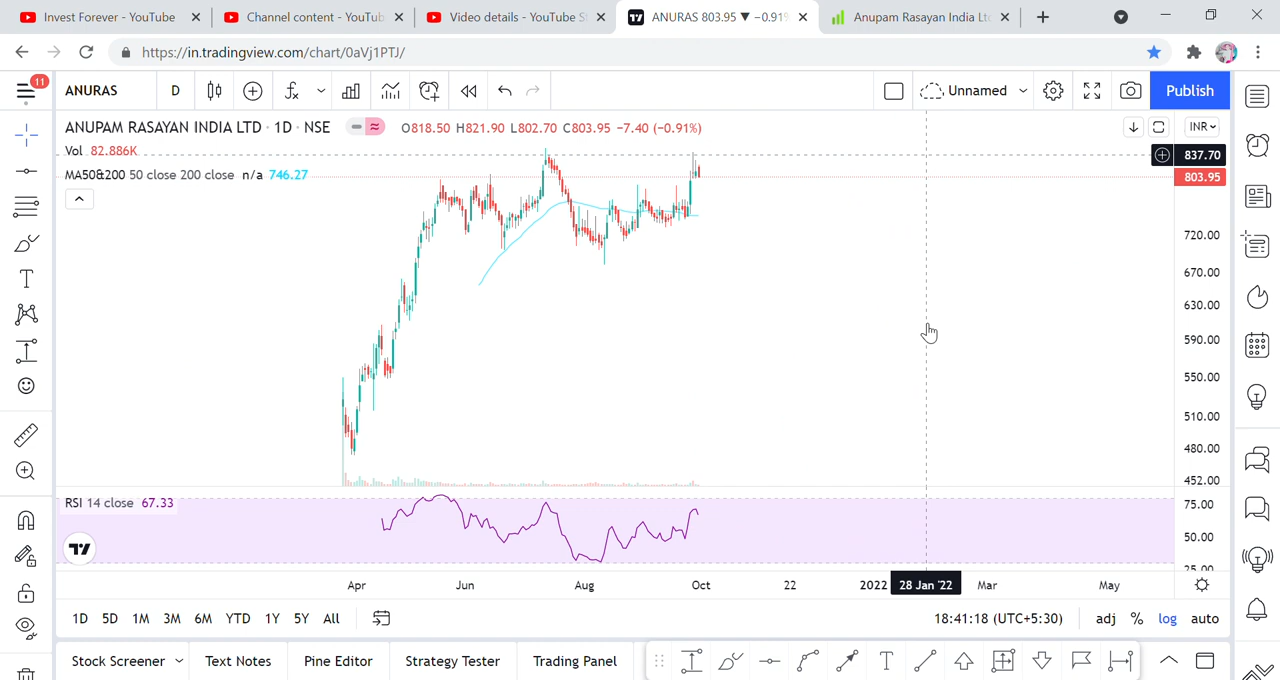 Invest Forever - YouTube
Channel content - YouTub
Video details - YouTube S
ANURAS 803.95 ▼ −0.91%
Anupam Rasayan India Lt
https://in.tradingview.com/chart/0aVj1PTJ/
11
ANURAS
D
Unnamed
Publish
ANUPAM RASAYAN INDIA LTD · 1D · NSE
O818.50 H821.90 L802.70 C803.95 −7.40 (−0.91%)
INR
Vol 82.886K
837.70
MA50&200 50 close 200 close n/a 746.27
803.95
720.00
670.00
630.00
590.00
550.00
510.00
480.00
452.00
RSI 14 close 67.33
75.00
50.00
25.00
Apr
Jun
Aug
Oct
22
2022
28 Jan '22
Mar
May
1D
5D
1M
3M
6M
YTD
1Y
5Y
All
18:41:18 (UTC+5:30)
adj
%
log
auto
Stock Screener
Text Notes
Pine Editor
Strategy Tester
Trading Panel